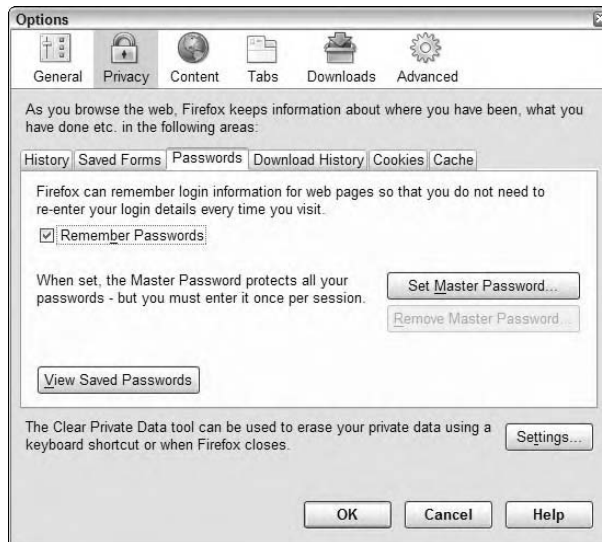 Options
General Privacy Content Tabs Downloads Advanced
As you browse the web, Firefox keeps information about where you have been, what you
have done etc. in the following areas:
History Saved Forms Passwords Download History Cookies Cache
Firefox can remember login information for web pages so that you do not need to
re-enter your login details every time you visit.
Remember Passwords
When set, the Master Password protects all your
passwords - but you must enter it once per session.
Set Master Password...
Remove Master Password...
View Saved Passwords
The Clear Private Data tool can be used to erase your private data using a
keyboard shortcut or when Firefox closes.
Settings...
OK Cancel Help